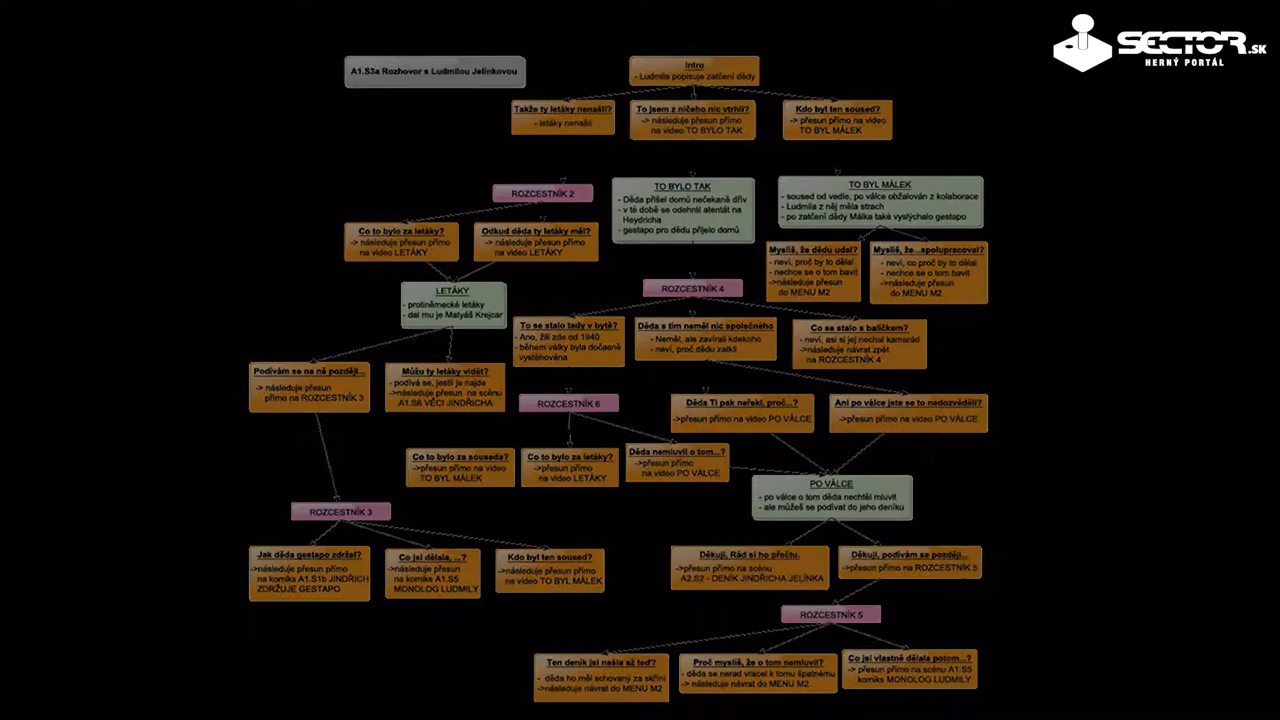 SECTOR.SK
HERNÝ PORTÁL
A1.S3a Rozhovor s Ludmilou Jelínkovou
Intro
- Ludmila popisuje zatčení dědy
Takže ty letáky nenašli?
- letáky nenašli
To jsem z ničeho nic vtrhli?
-> následuje přesun přímo
na video TO BYLO TAK
Kdo byl ten soused?
-> přesun přímo na video
TO BYL MÁLEK
ROZCESTNÍK 2
TO BYLO TAK
- Děda přišel domů nečekaně dřív
- v té době se odehrál atentát na
Heydricha
- gestapo pro dědu přijelo domů
TO BYL MÁLEK
- soused od vedle, po válce obžalován z kolaborace
- Ludmila z něj měla strach
- po zatčení dědy Málka také vyslýchalo gestapo
Co to bylo za letáky?
-> následuje přesun přímo
na video LETÁKY
Odkud děda ty letáky měl?
-> následuje přesun přímo
na video LETÁKY
Myslíš, že dědu udal?
- neví, proč by to dělal
- nechce se o tom bavit
->následuje přesun
do MENU M2
Myslíš, že...spolupracoval?
- neví, co proč by to dělal
- nechce se o tom bavit
->následuje přesun
do MENU M2
LETÁKY
- protiněmecké letáky
- dal mu je Matyáš Krejcar
ROZCESTNÍK 4
To se stalo tady v bytě?
- Ano, žili zde od 1940
- během války byla dočasně
vystěhována
Děda s tím neměl nic společného
- Neměl, ale zavírali kdekoho
- neví, proč dědu zatkli
Co se stalo s balíčkem?
- neví, asi si jej nechal kamarád
->následuje návrat zpět
na ROZCESTNÍK 4
Podívám se na ně později...
-> následuje přesun
přímo na ROZCESTNÍK 3
Můžu ty letáky vidět?
- podívá se, jestli je najde
->následuje přesun na scénu
A1.S6 VĚCI JINDŘICHA
ROZCESTNÍK 6
Děda Ti pak neřekl, proč...?
->přesun přímo na video PO VÁLCE
Ani po válce jste se to nedozvěděli?
->přesun přímo na video PO VÁLCE
Co to bylo za souseda?
->přesun přímo na video
TO BYL MÁLEK
Co to bylo za letáky?
->přesun přímo
na video LETÁKY
Děda nemluvil o tom...?
->přesun přímo
na video PO VALCE
PO VÁLCE
- po válce o tom děda nechtěl mluvit
- ale můžeš se podívat do jeho deníku
ROZCESTNÍK 3
Jak děda gestapo zdržel?
->následuje přesun přímo
na komiks A1.S1b JINDŘICH
ZDRŽUJE GESTAPO
Co jsi dělala, ...?
->následuje přesun
na komiks A1.S5
MONOLOG LUDMILY
Kdo byl ten soused?
->následuje přesun přímo
na video TO BYL MÁLEK
Děkuji, Rád si ho přečtu.
->přesun přímo na scénu
A2.S2 - DENÍK JINDŘICHA JELÍNKA
Děkuji, podívám se později...
->přesun přímo na ROZCESTNÍK 5
ROZCESTNÍK 5
Ten deník jsi našla až teď?
- děda ho měl schovaný za skříní
->následuje návrat do MENU M2
Proč myslíš, že o tom nemluvil?
- děda se nerad vracel k tomu špatnému
-> následuje návrat do MENU M2
Co jsi vlastně dělala potom...?
-> přesun přímo na scénu A1.S5
komiks MONOLOG LUDMILY